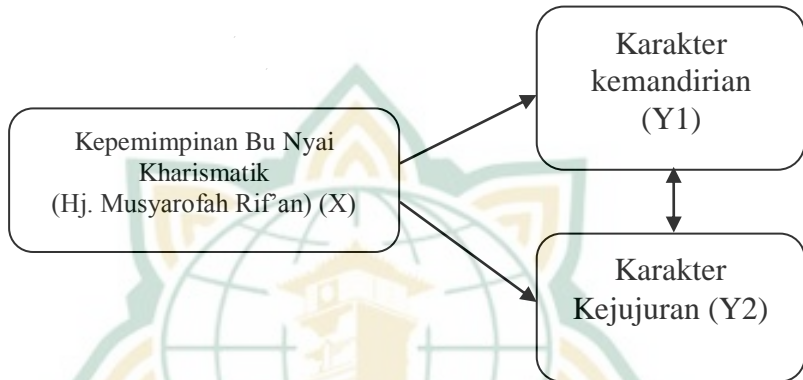 Kepemimpinan Bu Nyai
Kharismatik
(Hj. Musyarofah Rif’an) (X)
Karakter
kemandirian
(Y1)
Karakter
Kejujuran (Y2)